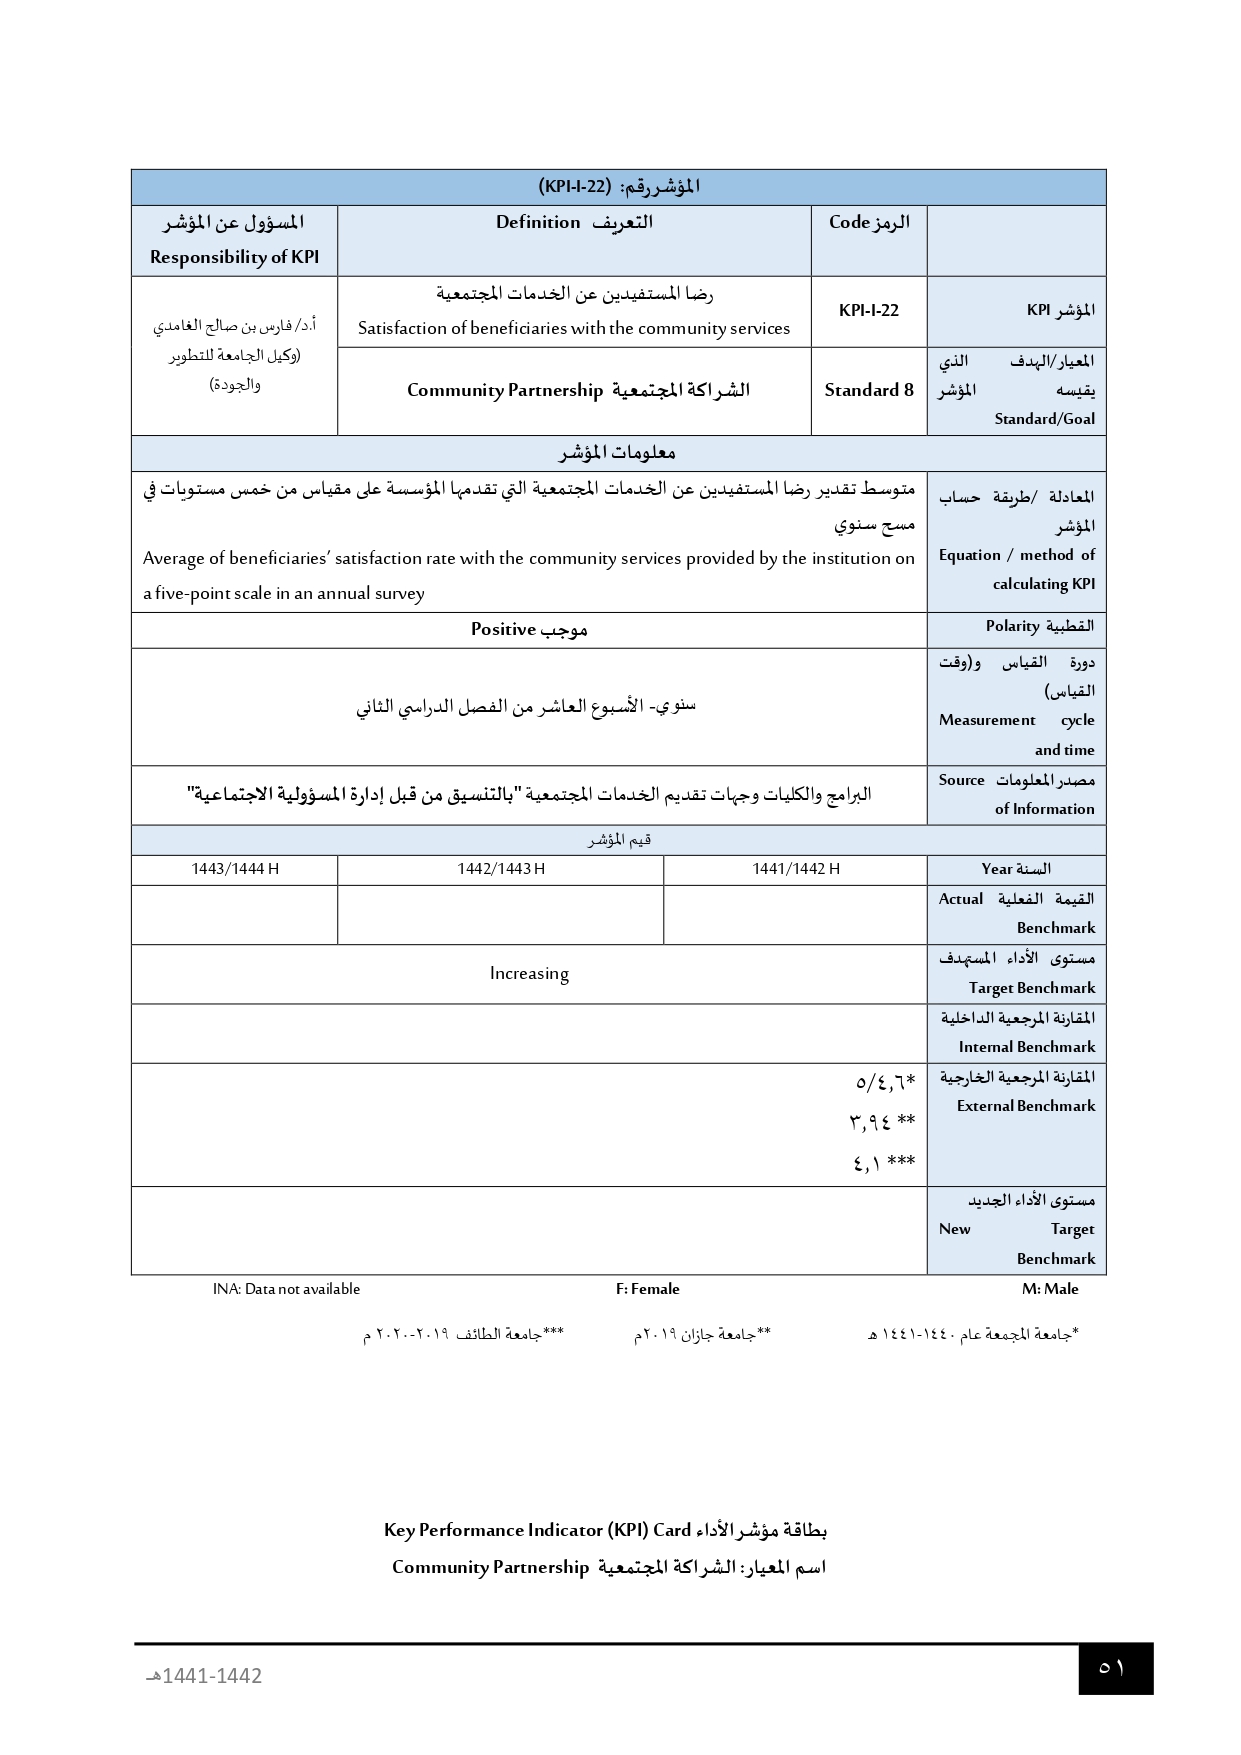 المؤشر رقم: (KPI-I-22)
الرمز Code
التعريف Definition
المسؤول عن المؤشر
Responsibility of KPI
المؤشر KPI
KPI-I-22
رضا المستفيدين عن الخدمات المجتمعية
Satisfaction of beneficiaries with the community services
أ.د/ فارس بن صالح الغامدي
(وكيل الجامعة للتطوير
والجودة)
المعيار/الهدف الذي
يقيسه المؤشر
Standard/Goal
Standard 8
الشراكة المجتمعية Community Partnership
معلومات المؤشر
المعادلة /طريقة حساب
المؤشر
Equation / method of
calculating KPI
متوسط تقدير رضا المستفيدين عن الخدمات المجتمعية التي تقدمها المؤسسة على مقياس من خمس مستويات في
مسح سنوي
Average of beneficiaries’ satisfaction rate with the community services provided by the institution on
a five-point scale in an annual survey
القطبية Polarity
موجب Positive
دورة القياس و(وقت
القياس)
Measurement cycle
and time
سنوي- الأسبوع العاشر من الفصل الدراسي الثاني
مصدر المعلومات Source
of Information
البرامج والكليات وجهات تقديم الخدمات المجتمعية "بالتنسيق من قبل إدارة المسؤولية الاجتماعية"
قيم المؤشر
السنة Year
1441/1442 H
1442/1443 H
1443/1444 H
القيمة الفعلية Actual
Benchmark
مستوى الأداء المستهدف
Target Benchmark
Increasing
المقارنة المرجعية الداخلية
Internal Benchmark
المقارنة المرجعية الخارجية
External Benchmark
*٥/٤,٦
** ٣,٩٤
*** ٤,١
مستوى الأداء الجديد
New Target
Benchmark
M: Male
F: Female
INA: Data not available
*جامعة المجمعة عام ١٤٤٠-١٤٤١ هـ
**جامعة جازان ٢٠١٩م
***جامعة الطائف ٢٠١٩-٢٠٢٠ م
بطاقة مؤشر الأداء Key Performance Indicator (KPI) Card
اسم المعيار: الشراكة المجتمعية Community Partnership
٥١
1441-1442هـ